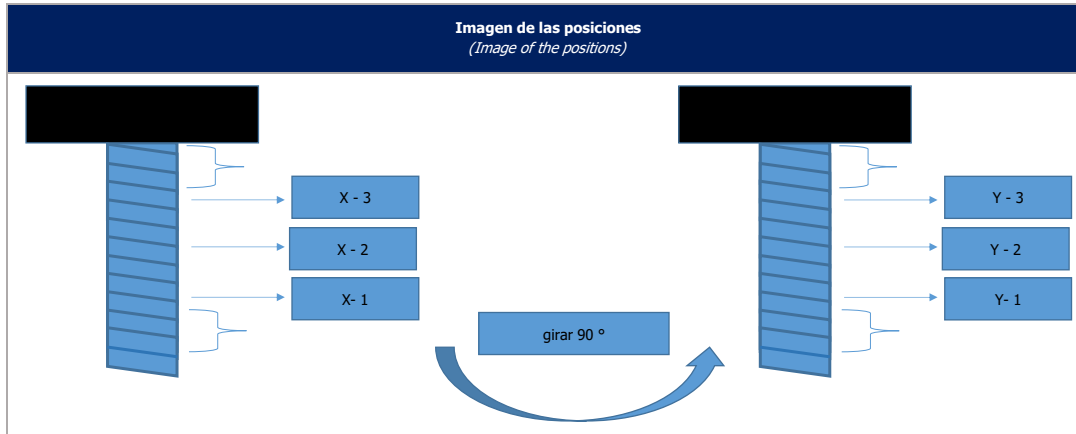 Imagen de las posiciones
(Image of the positions)
X - 3
Y - 3
X - 2
Y - 2
X- 1
Y- 1
girar 90 °